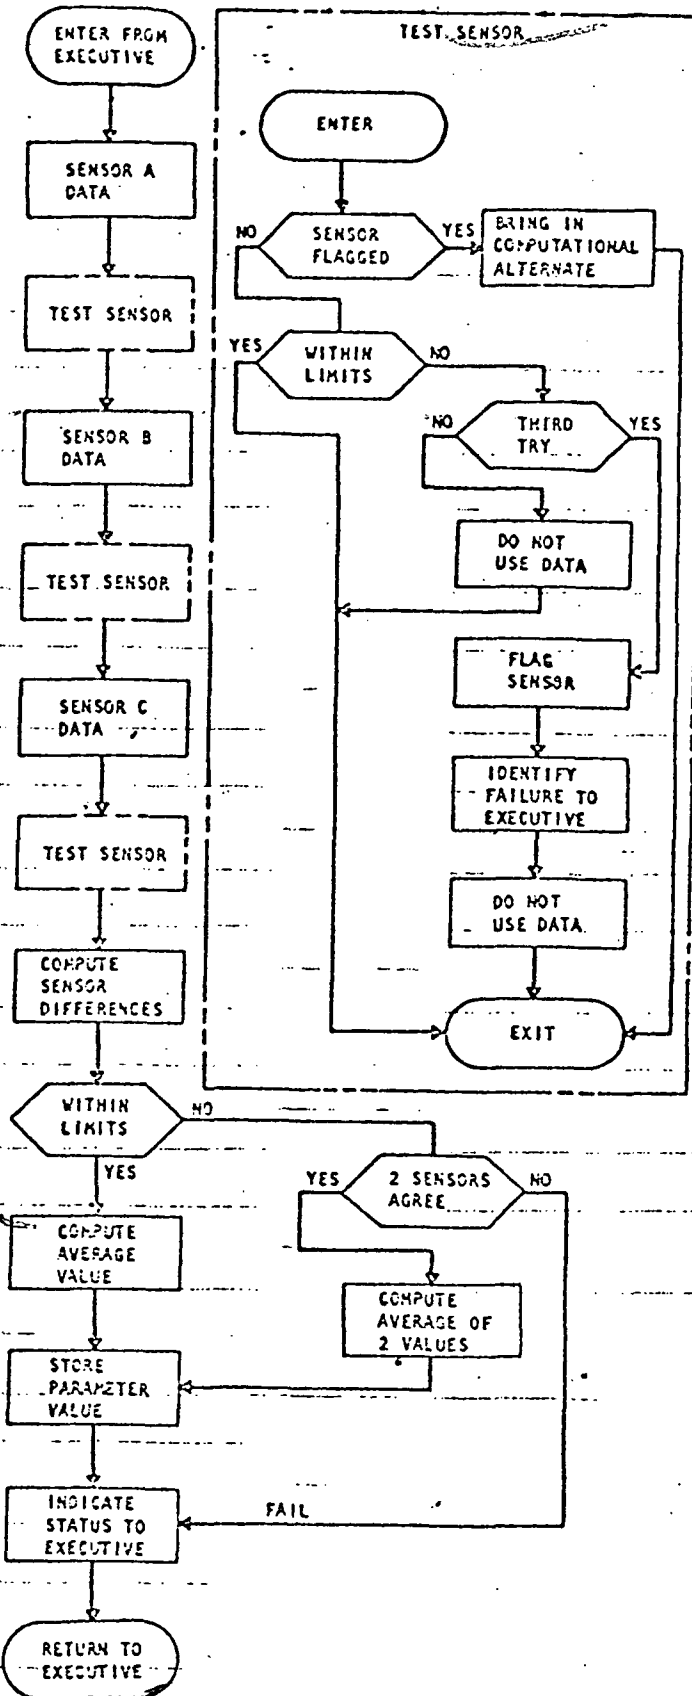 ENTER FROM
EXECUTIVE
SENSOR A
DATA
TEST SENSOR
SENSOR B
DATA
TEST SENSOR
SENSOR C
DATA
TEST SENSOR
COMPUTE
SENSOR
DIFFERENCES
WITHIN
LIMITS
NO
YES
COMPUTE
AVERAGE
VALUE
STORE
PARAMETER
VALUE
INDICATE
STATUS TO
EXECUTIVE
RETURN TO
EXECUTIVE
2 SENSORS
AGREE
YES
NO
COMPUTE
AVERAGE OF
2 VALUES
FAIL
TEST SENSOR
ENTER
SENSOR
FLAGGED
NO
YES
BRING IN
COMPUTATIONAL
ALTERNATE
WITHIN
LIMITS
YES
NO
THIRD
TRY
NO
YES
DO NOT
USE DATA
FLAG
SENSOR
IDENTIFY
FAILURE TO
EXECUTIVE
DO NOT
USE DATA
EXIT